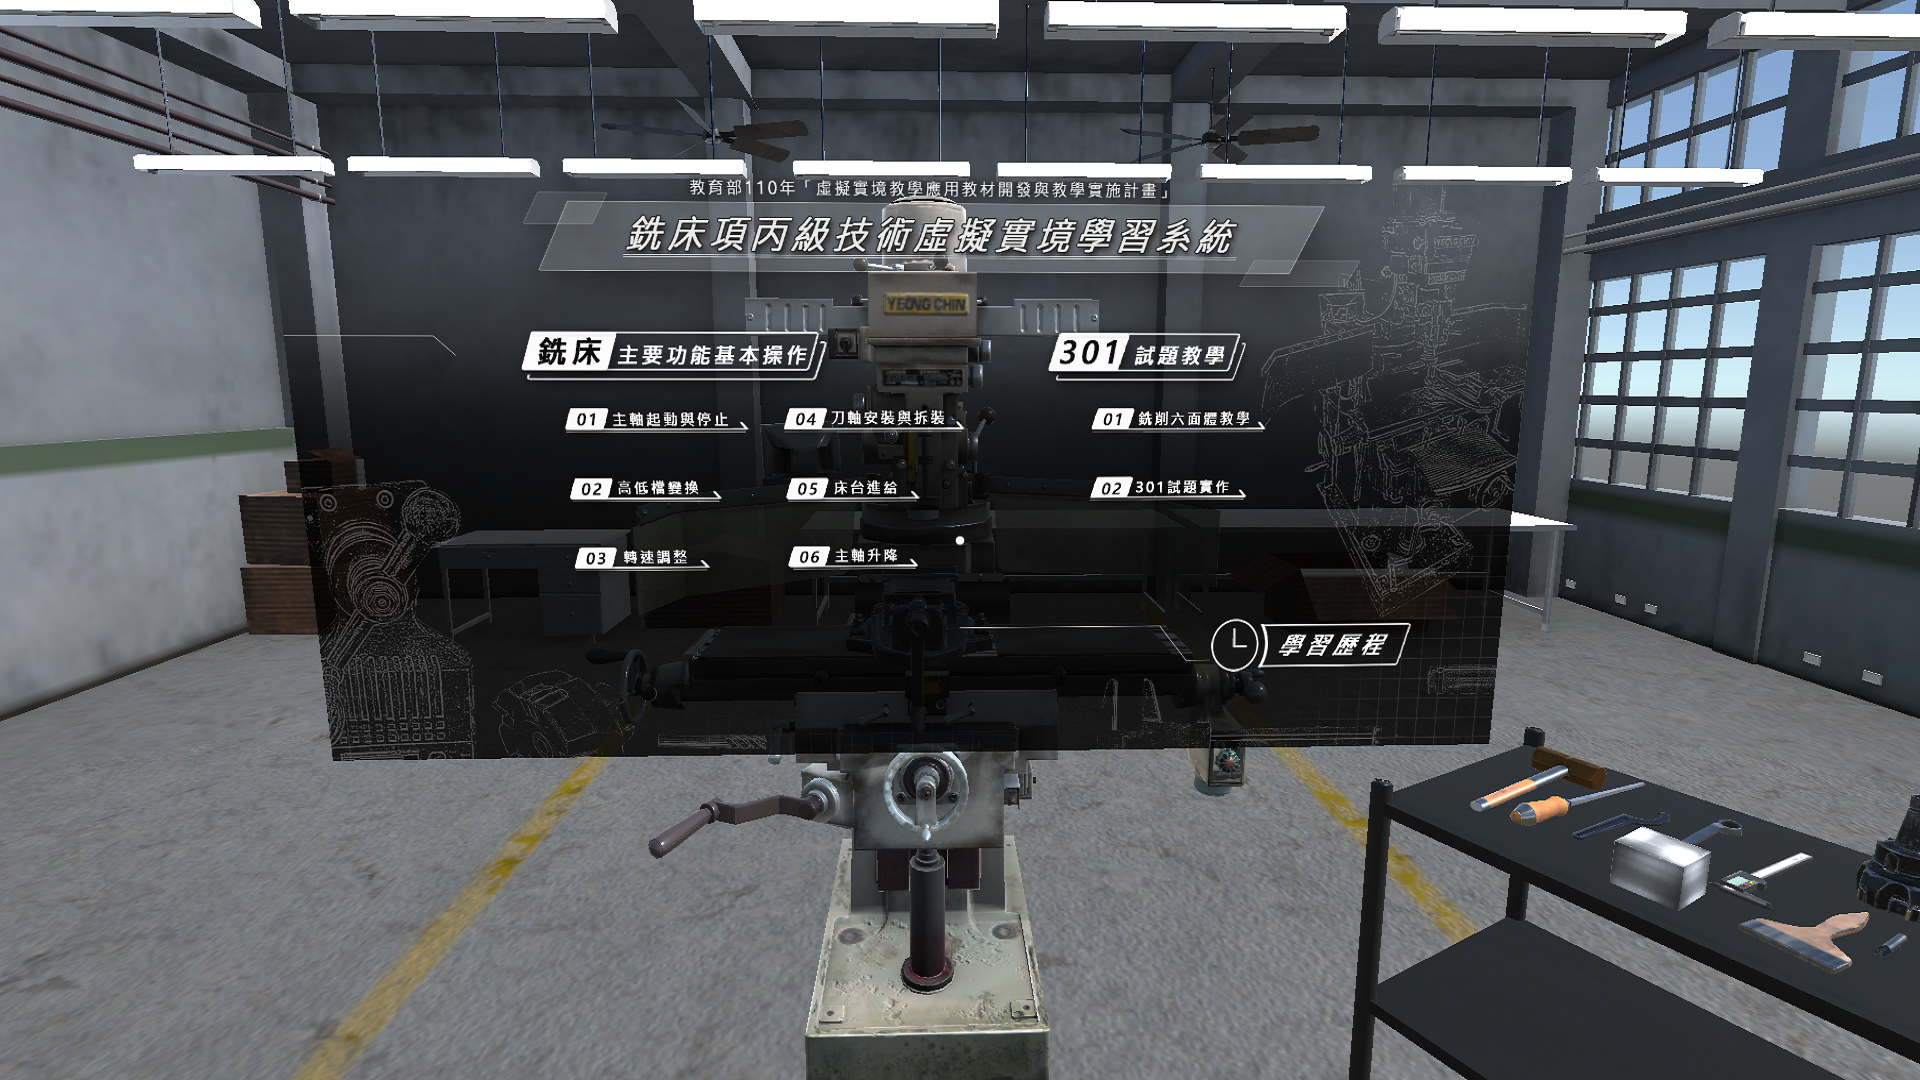 教育部110年「虛擬實境教學應用教材開發與教學實施計畫」
銑床項丙級技術虛擬實境學習系統
YEONG CHIN
銑床 主要功能基本操作
01 主軸起動與停止
02 高低檔變換
03 轉速調整
04 刀軸安裝與拆裝
05 床台進給
06 主軸升降
301 試題教學
01 銑削六面體教學
02 301試題實作
學習歷程